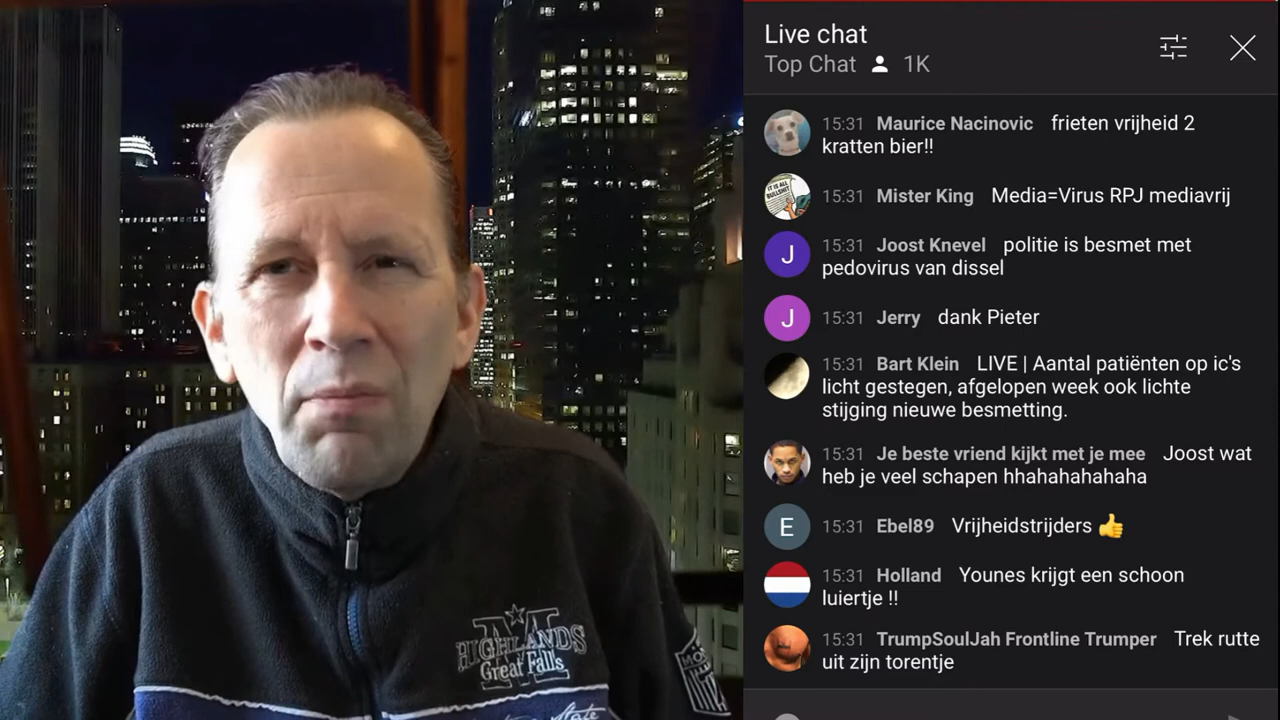 Live chat
Top Chat 1K
15:31 Maurice Nacinovic frieten vrijheid 2
kratten bier!!
IT IS ALL
BULLSHIT
15:31 Mister King Media=Virus RPJ mediavrij
J 15:31 Joost Knevel politie is besmet met
pedovirus van dissel
J 15:31 Jerry dank Pieter
15:31 Bart Klein LIVE | Aantal patiënten op ic's
licht gestegen, afgelopen week ook lichte
stijging nieuwe besmetting.
15:31 Je beste vriend kijkt met je mee Joost wat
heb je veel schapen hhahahahahaha
E 15:31 Ebel89 Vrijheidstrijders 👍
15:31 Holland Younes krijgt een schoon
luiertje !!
15:31 TrumpSoulJah Frontline Trumper Trek rutte
uit zijn torentje
M
HIGHLANDS
Great Falls
State